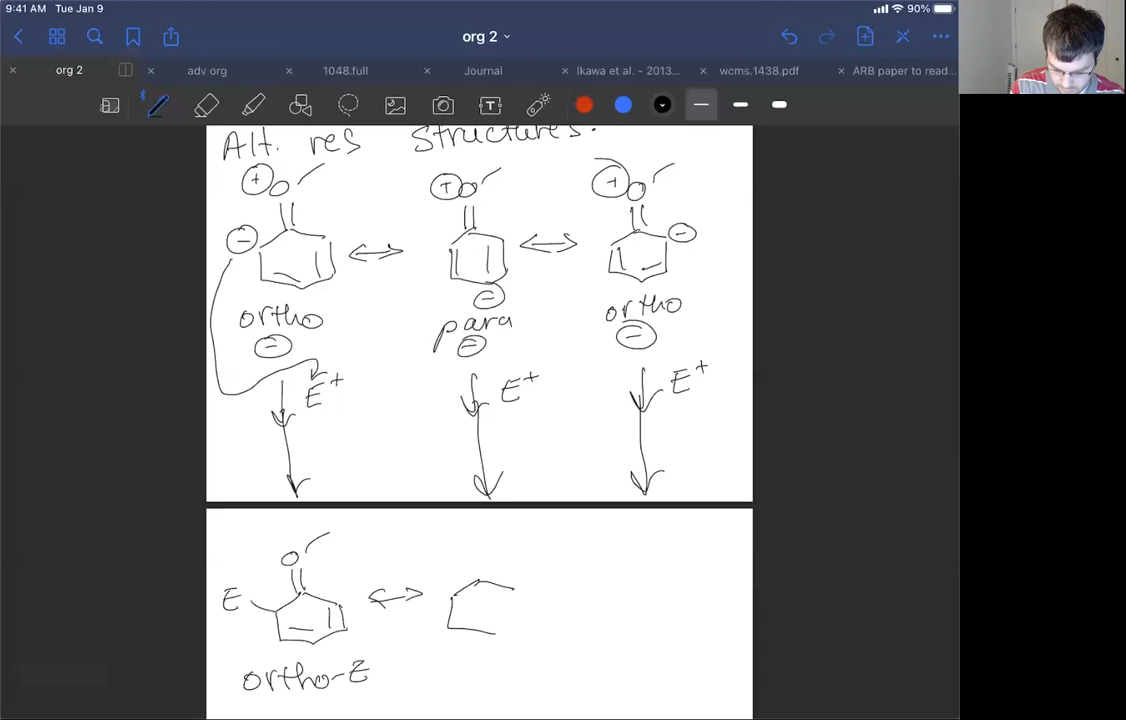 9:41 AM Tue Jan 9
90%
org 2
org 2
adv org
1048.full
Journal
Ikawa et al. - 2013...
wcms.1438.pdf
ARB paper to read...
T
Alt. res structures.
+ O
+ O
+ O
−
−
−
ortho
para
ortho
−
−
−
E+
E+
E+
O
E
ortho-E